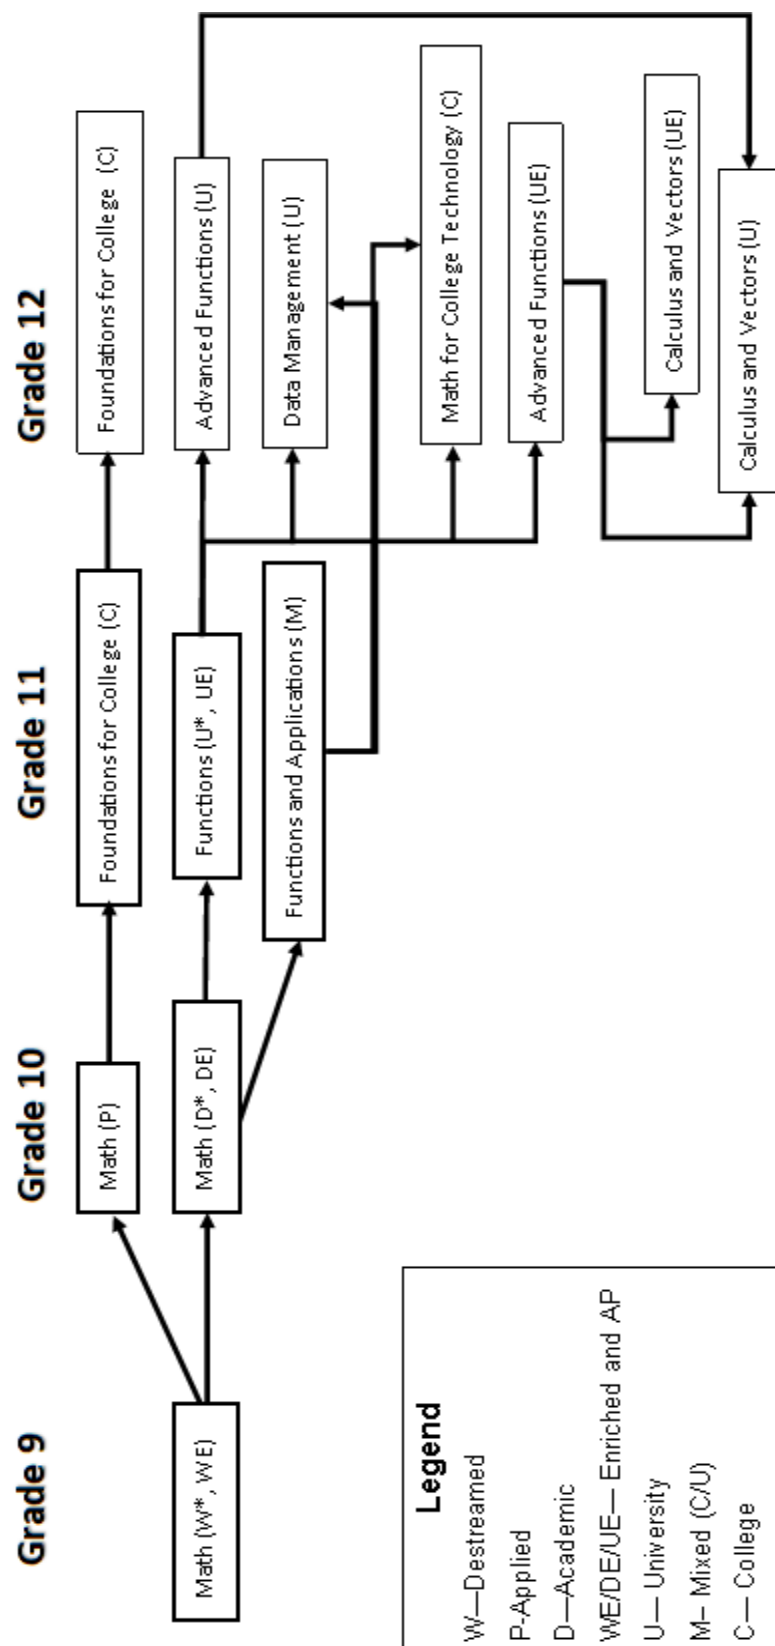 Grade 9
Grade 10
Grade 11
Grade 12
Math (W*, WE)
Math (P)
Math (D*, DE)
Foundations for College (C)
Functions (U*, UE)
Functions and Applications (M)
Foundations for College (C)
Advanced Functions (U)
Data Management (U)
Math for College Technology (C)
Advanced Functions (UE)
Calculus and Vectors (UE)
Calculus and Vectors (U)
Legend
W—Destreamed
P-Applied
D—Academic
WE/DE/UE— Enriched and AP
U— University
M– Mixed (C/U)
C— College